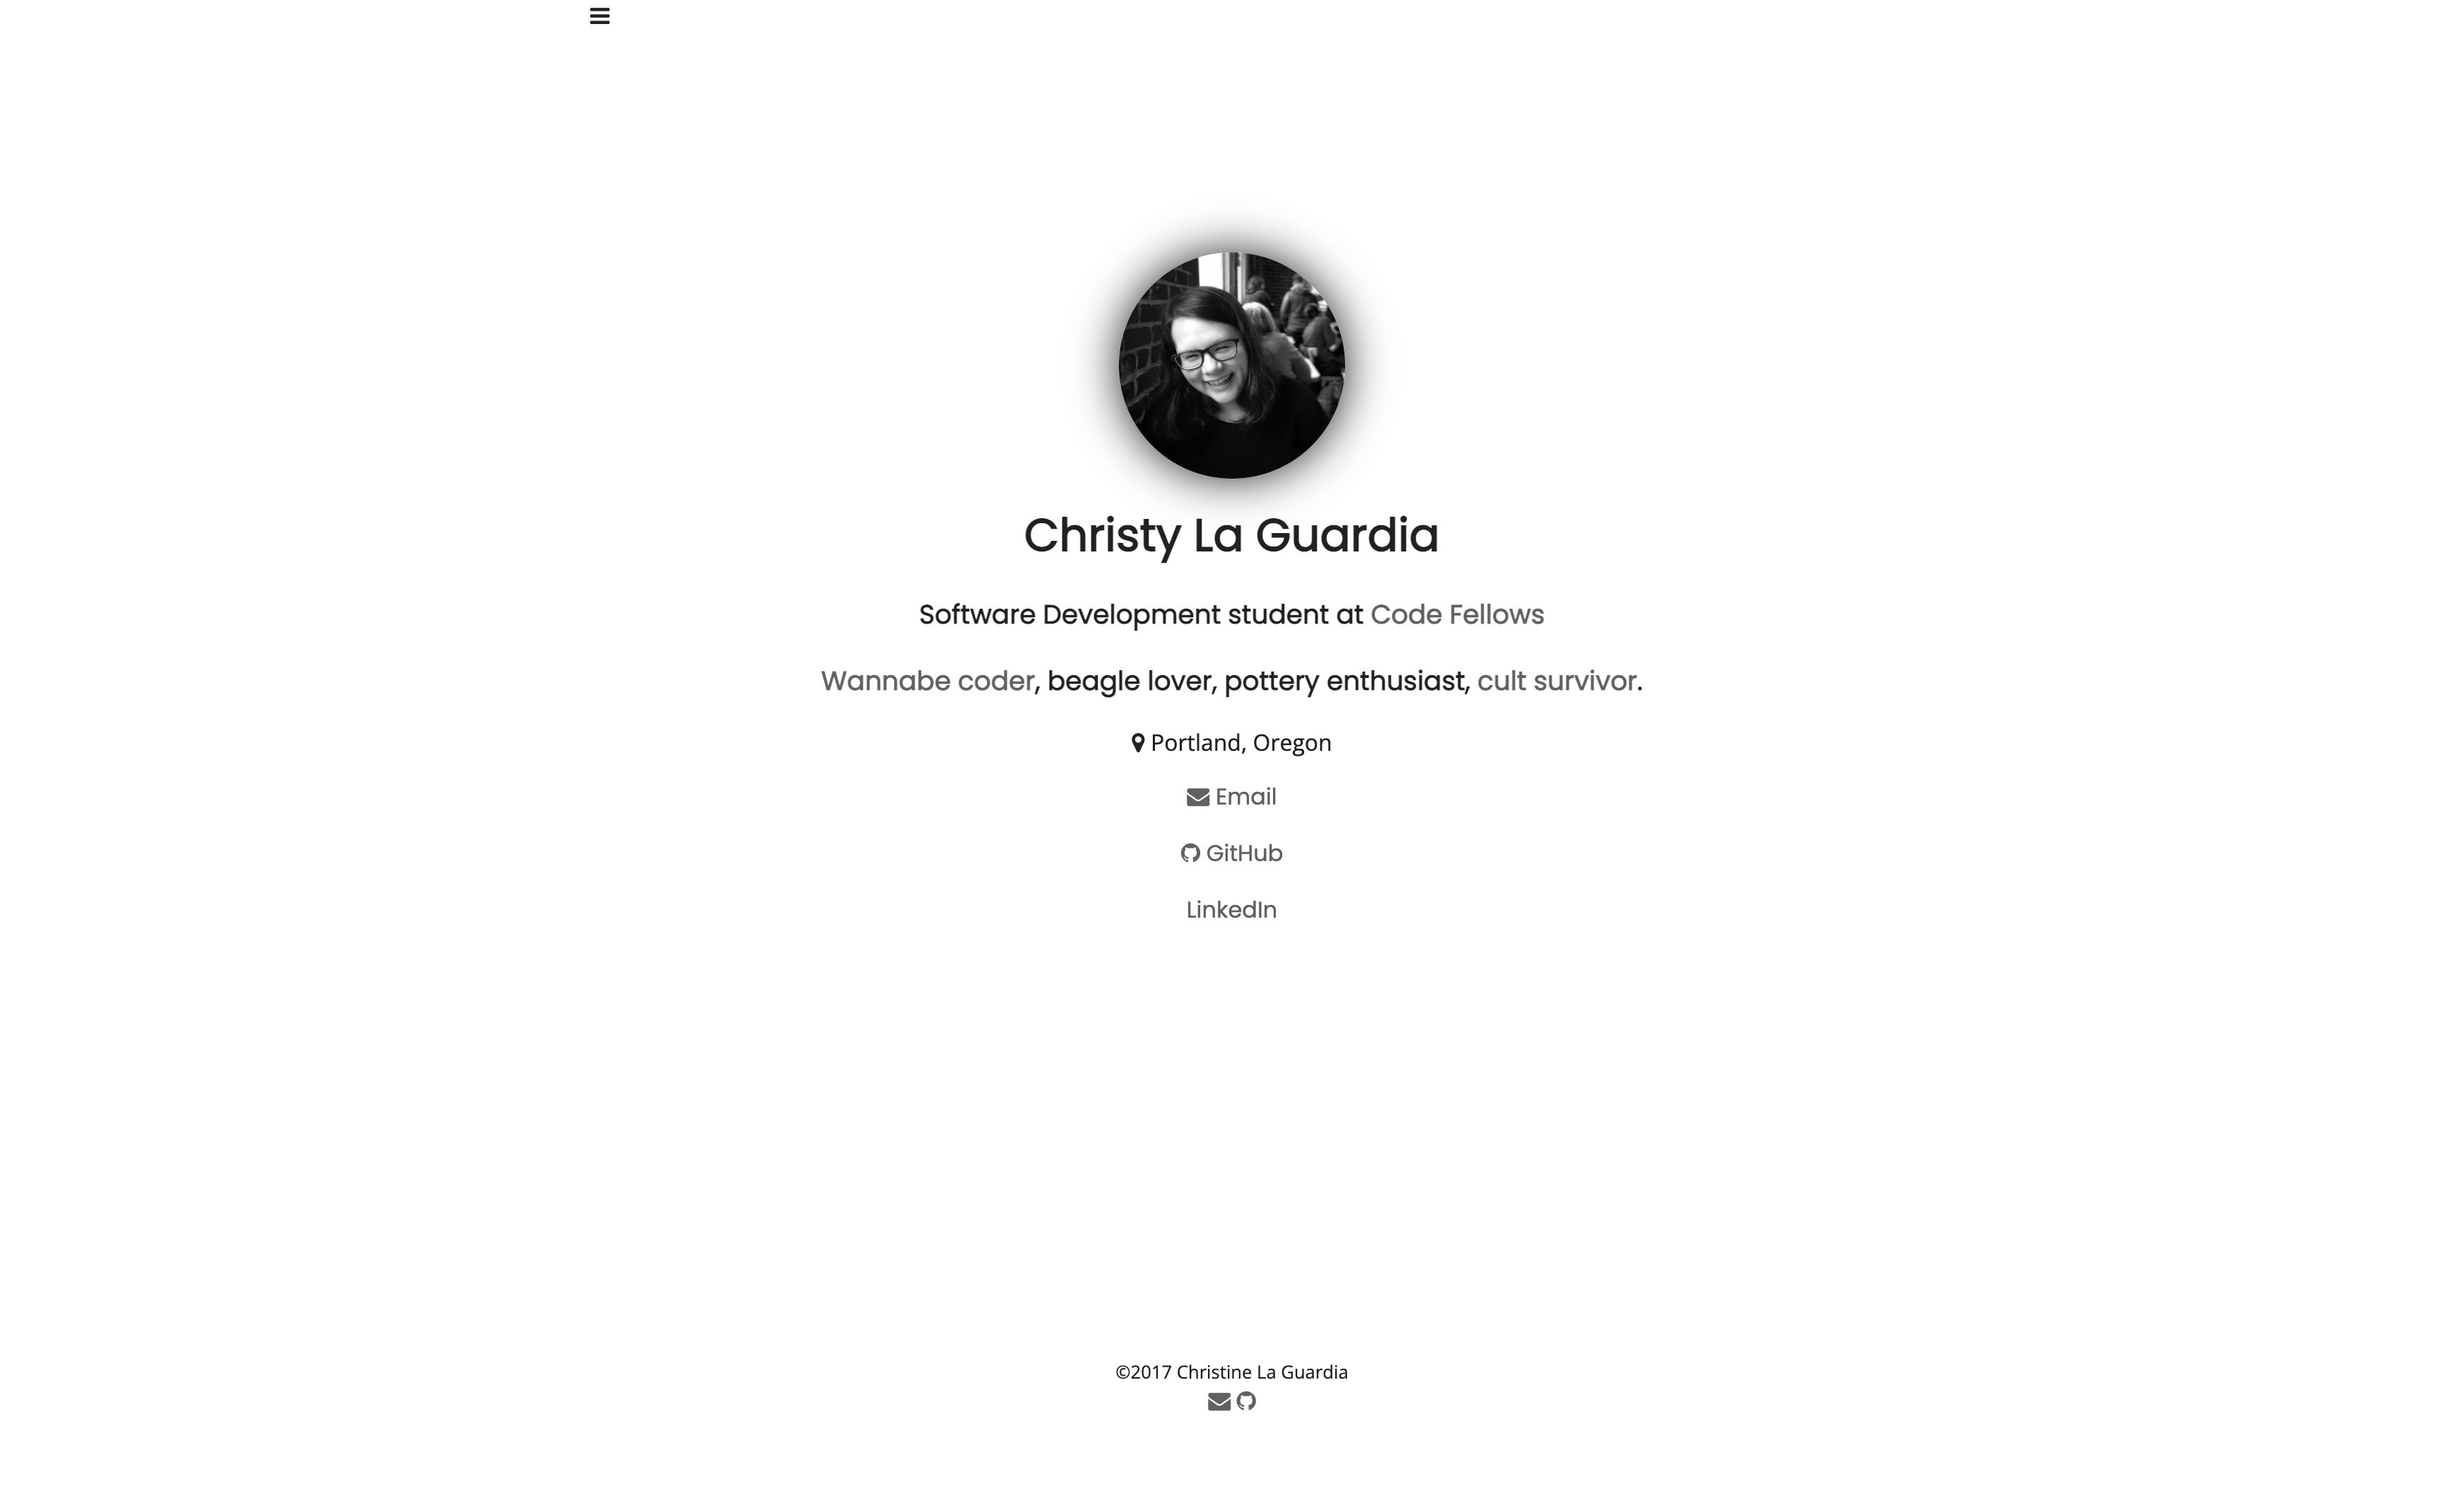 Christy La Guardia
Software Development student at Code Fellows
Wannabe coder, beagle lover, pottery enthusiast, cult survivor.
Portland, Oregon
Email
GitHub
LinkedIn
©2017 Christine La Guardia